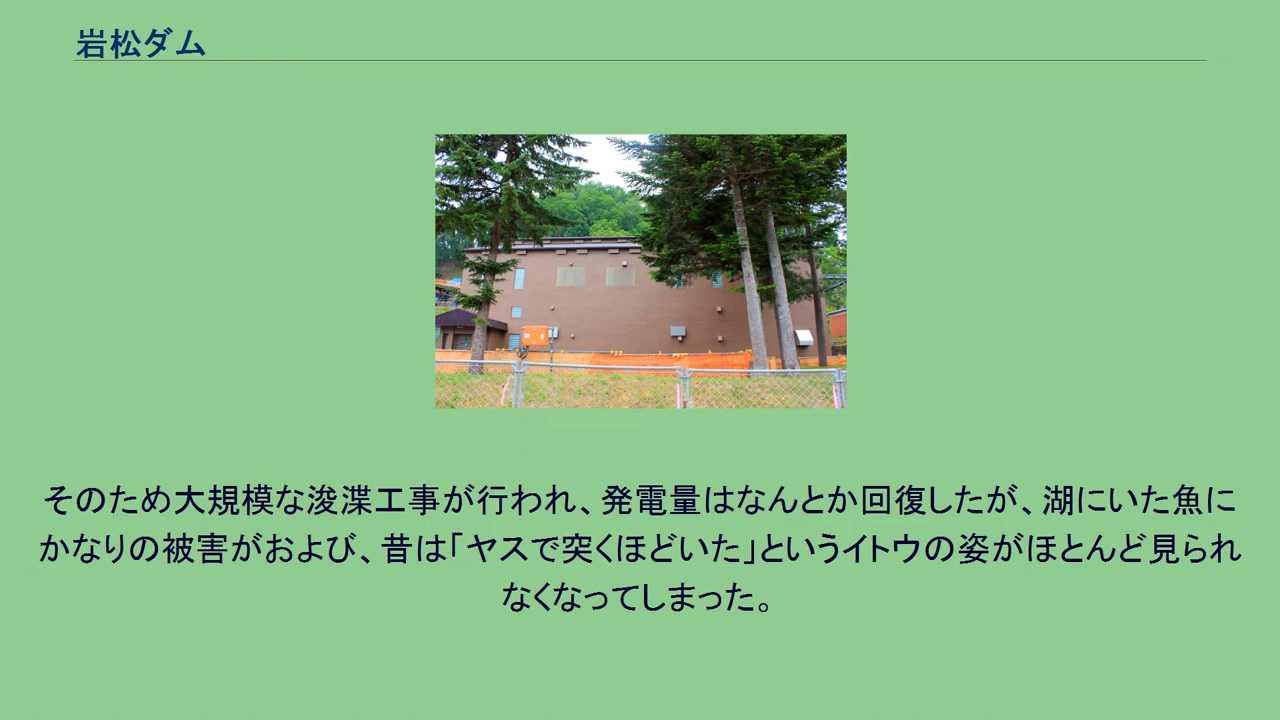 岩松ダム
そのため大規模な浚渫工事が行われ、発電量はなんとか回復したが、湖にいた魚に
かなりの被害がおよび、昔は「ヤスで突くほどいた」というイトウの姿がほとんど見られ
なくなってしまった。